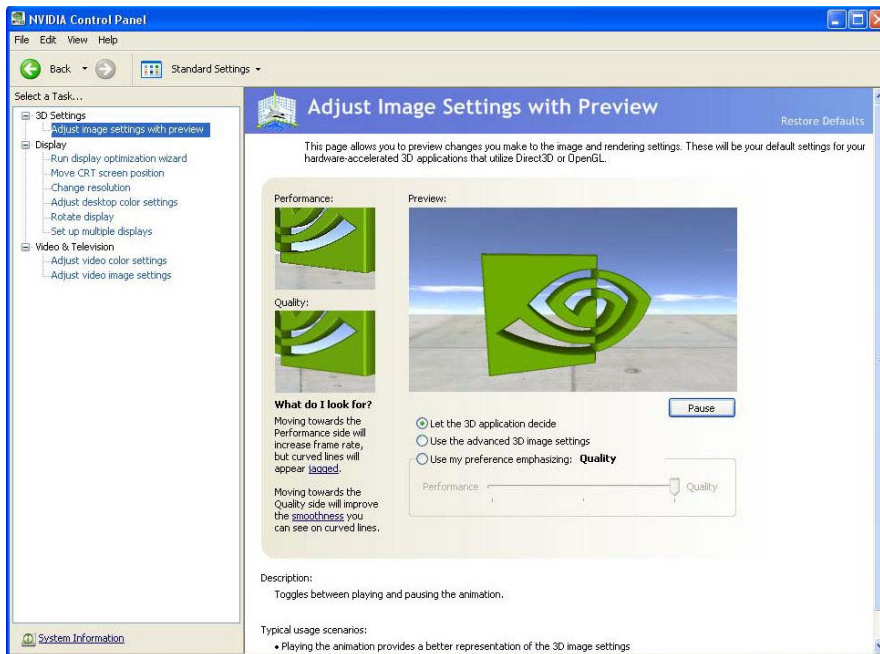 NVIDIA Control Panel
File Edit View Help
Back Standard Settings
Select a Task...
3D Settings
Adjust image settings with preview
Display
Run display optimization wizard
Move CRT screen position
Change resolution
Adjust desktop color settings
Rotate display
Set up multiple displays
Video & Television
Adjust video color settings
Adjust video image settings
System Information
Adjust Image Settings with Preview
Restore Defaults
This page allows you to preview changes you make to the image and rendering settings. These will be your default settings for your
hardware-accelerated 3D applications that utilize Direct3D or OpenGL.
Performance:
Quality:
What do I look for?
Moving towards the
Performance side will
increase frame rate,
but curved lines will
appear jagged.
Moving towards the
Quality side will improve
the smoothness you
can see on curved lines.
Preview:
Pause
Let the 3D application decide
Use the advanced 3D image settings
Use my preference emphasizing: Quality
Performance Quality
Description:
Toggles between playing and pausing the animation.
Typical usage scenarios:
• Playing the animation provides a better representation of the 3D image settings